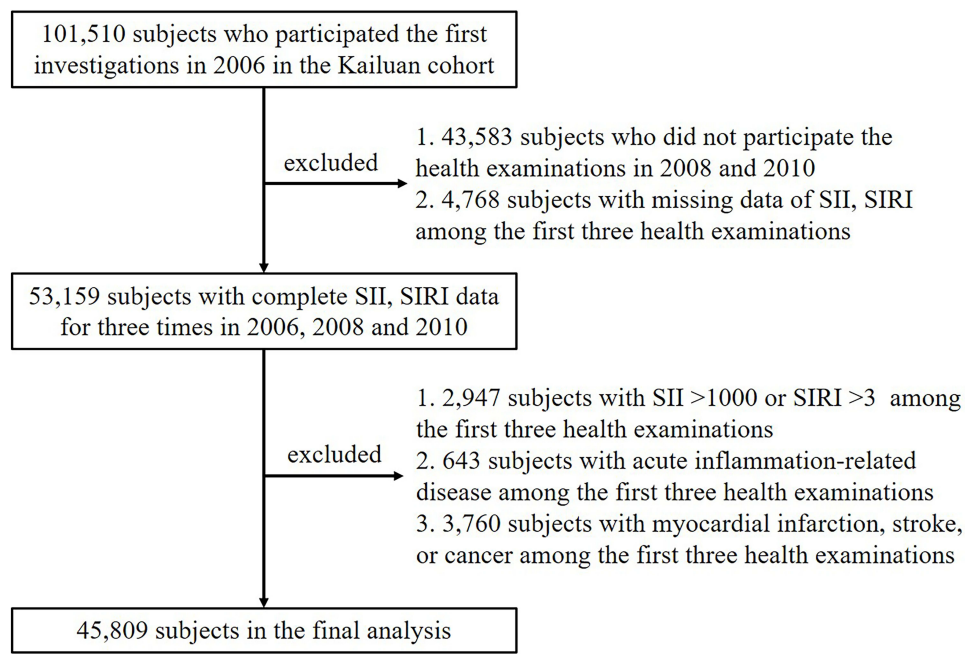 101,510 subjects who participated the first
investigations in 2006 in the Kailuan cohort
excluded
1. 43,583 subjects who did not participate the
health examinations in 2008 and 2010
2. 4,768 subjects with missing data of SII, SIRI
among the first three health examinations
53,159 subjects with complete SII, SIRI data
for three times in 2006, 2008 and 2010
excluded
1. 2,947 subjects with SII >1000 or SIRI >3 among
the first three health examinations
2. 643 subjects with acute inflammation-related
disease among the first three health examinations
3. 3,760 subjects with myocardial infarction, stroke,
or cancer among the first three health examinations
45,809 subjects in the final analysis